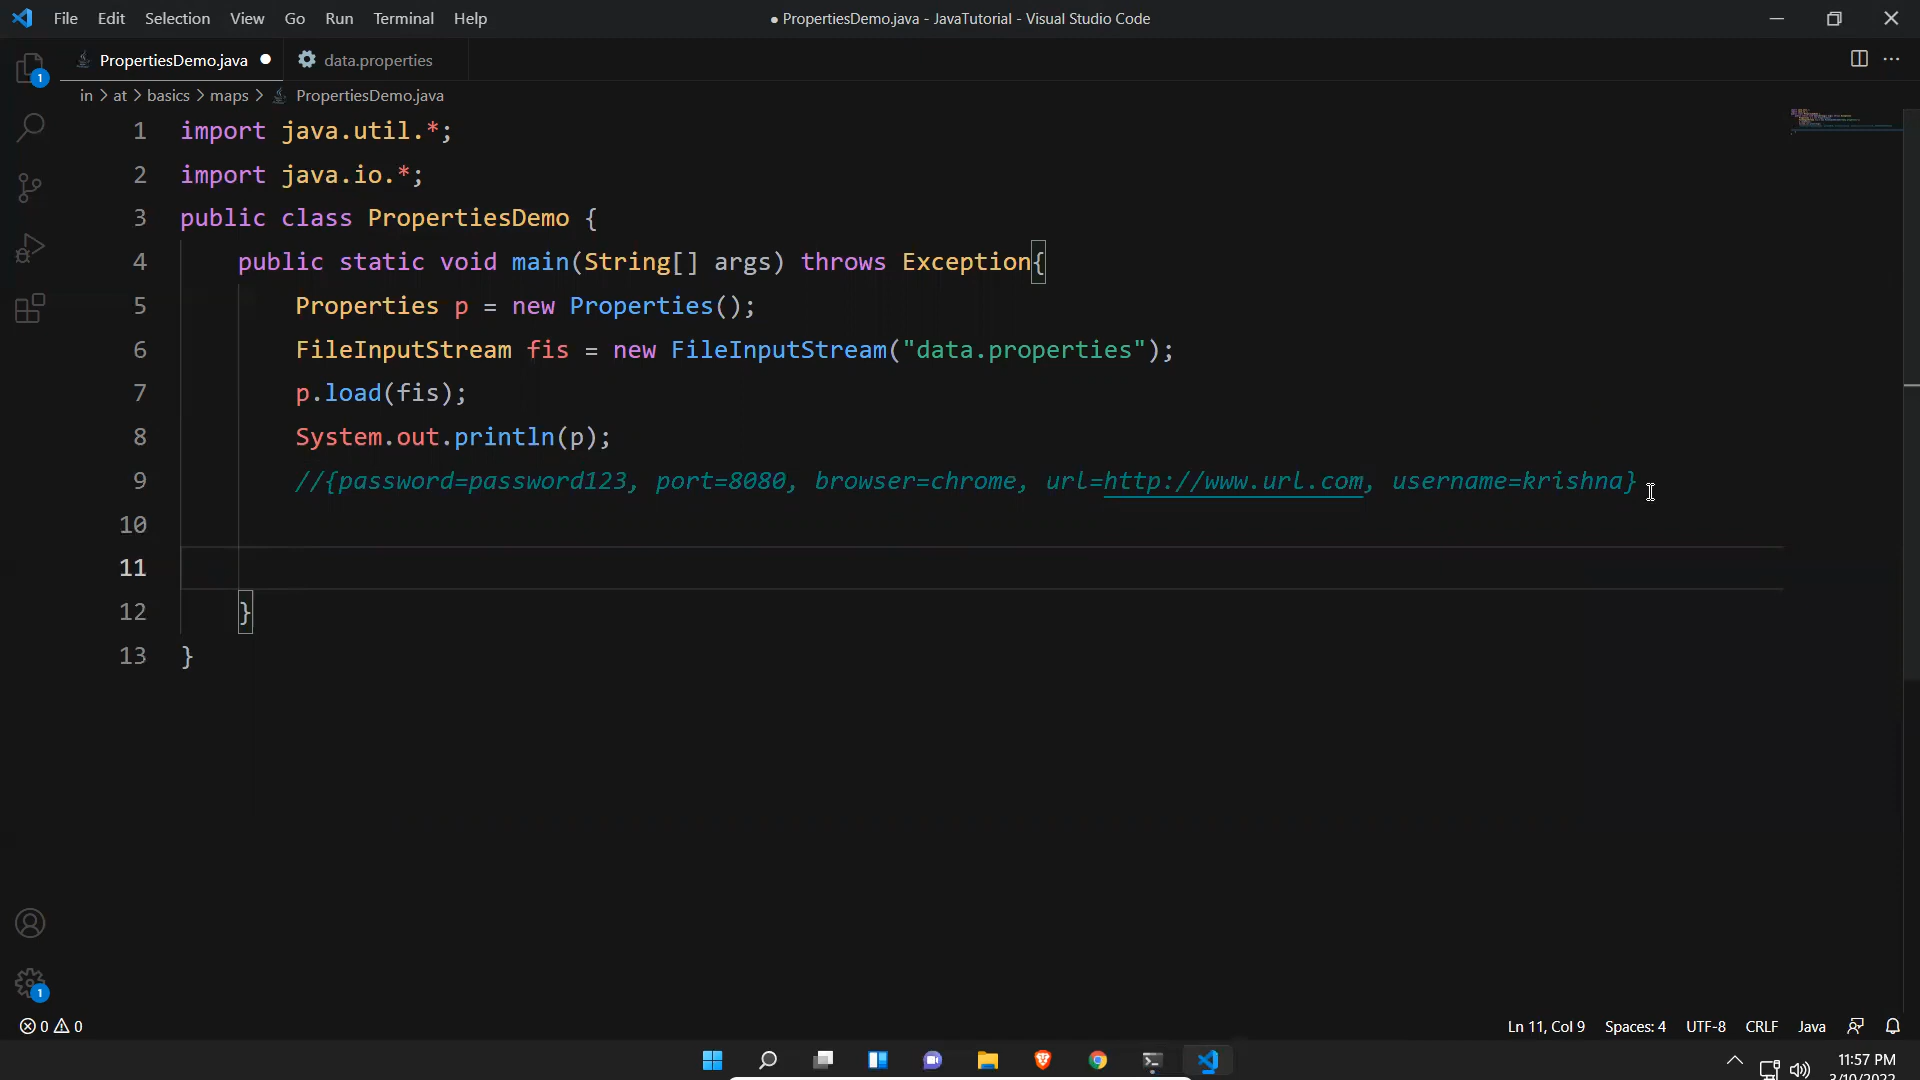 File Edit Selection View Go Run Terminal Help
● PropertiesDemo.java - JavaTutorial - Visual Studio Code
PropertiesDemo.java ●
data.properties
in > at > basics > maps > PropertiesDemo.java
1 import java.util.*;
2 import java.io.*;
3 public class PropertiesDemo {
4 public static void main(String[] args) throws Exception{
5 Properties p = new Properties();
6 FileInputStream fis = new FileInputStream("data.properties");
7 p.load(fis);
8 System.out.println(p);
9 //{password=password123, port=8080, browser=chrome, url=http://www.url.com, username=krishna}
10
11
12 }
13 }
1
1
0 0
Ln 11, Col 9 Spaces: 4 UTF-8 CRLF Java
11:57 PM
3/10/2022